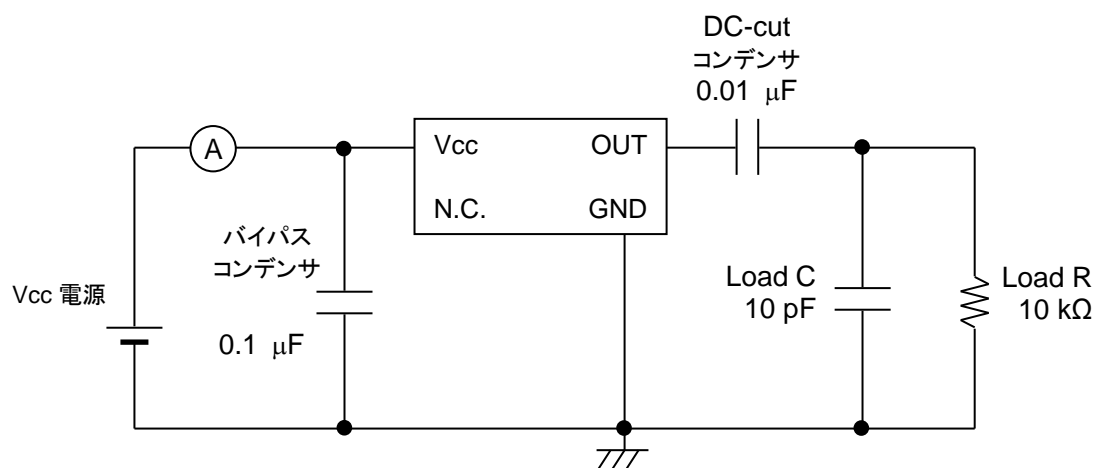 DC-cut
コンデンサ
0.01 μF
A
Vcc
OUT
N.C.
GND
バイパス
コンデンサ
0.1 μF
Vcc 電源
Load C
10 pF
Load R
10 kΩ